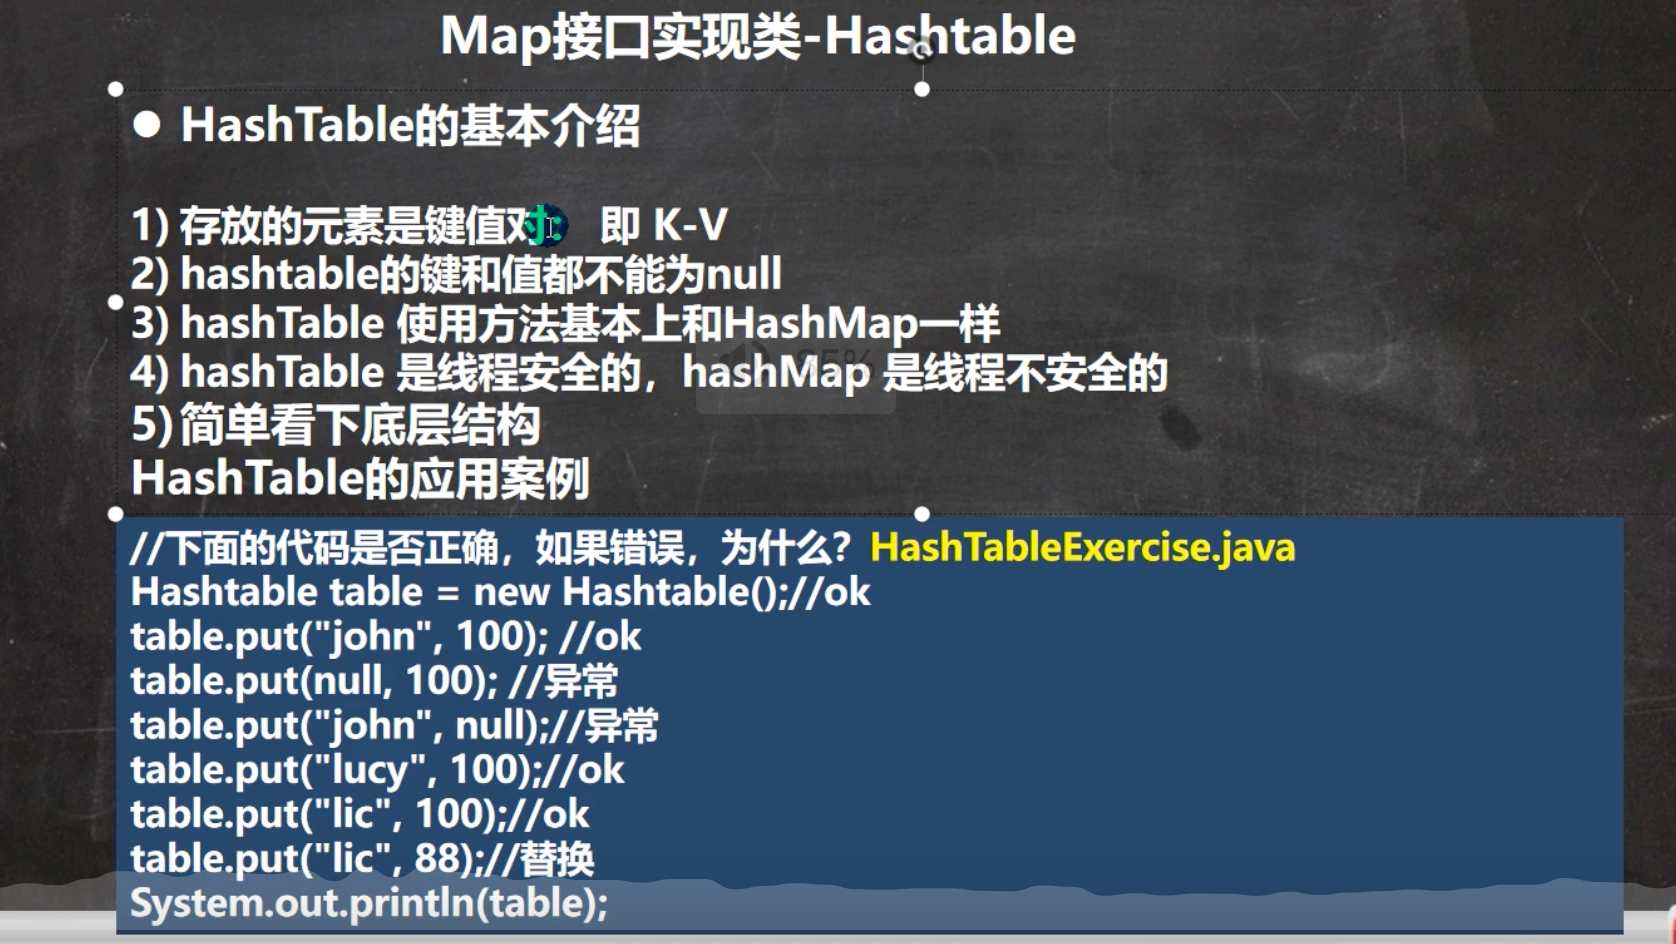 Map接口实现类-Hashtable
● HashTable的基本介绍
1) 存放的元素是键值对: 即 K-V
2) hashtable的键和值都不能为null
3) hashTable 使用方法基本上和HashMap一样
4) hashTable 是线程安全的，hashMap 是线程不安全的
85%
5) 简单看下底层结构
HashTable的应用案例
//下面的代码是否正确，如果错误，为什么？HashTableExercise.java
Hashtable table = new Hashtable();//ok
table.put("john", 100); //ok
table.put(null, 100); //异常
table.put("john", null);//异常
table.put("lucy", 100);//ok
table.put("lic", 100);//ok
table.put("lic", 88);//替换
System.out.println(table);